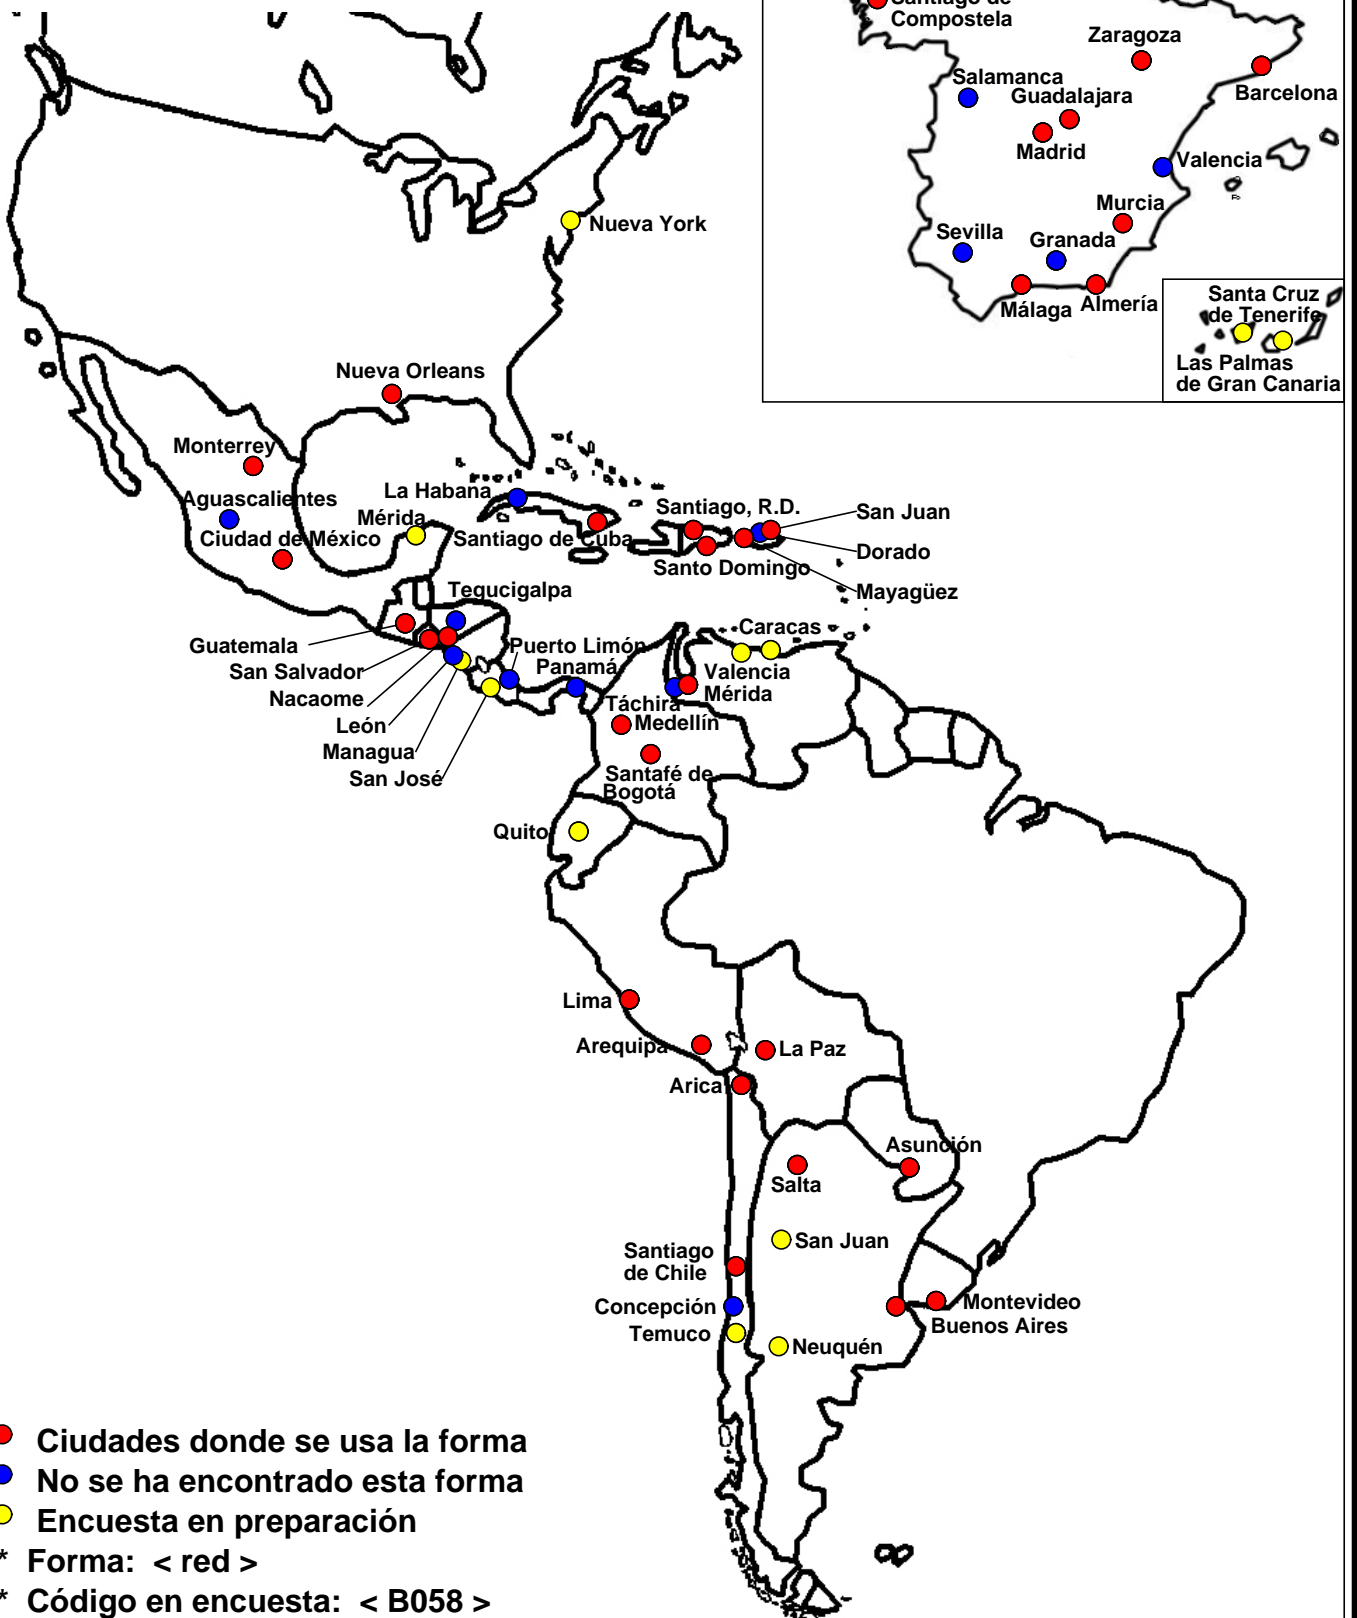 Santiago de
Compostela
Zaragoza
Barcelona
Salamanca
Guadalajara
Madrid
Valencia
Murcia
Sevilla
Granada
Málaga
Almería
Santa Cruz
de Tenerife
Las Palmas
de Gran Canaria
Nueva York
Nueva Orleans
Monterrey
Aguascalientes
La Habana
Mérida
Ciudad de México
Santiago de Cuba
Santiago, R.D.
San Juan
Dorado
Santo Domingo
Mayagüez
Tegucigalpa
Guatemala
San Salvador
Nacaome
León
Managua
San José
Puerto Limón
Panamá
Caracas
Valencia
Mérida
Táchira
Medellín
Santafé de
Bogotá
Quito
Lima
Arequipa
La Paz
Arica
Asunción
Salta
San Juan
Santiago
de Chile
Concepción
Temuco
Neuquén
Montevideo
Buenos Aires
Ciudades donde se usa la forma
No se ha encontrado esta forma
Encuesta en preparación
* Forma: < red >
* Código en encuesta: < B058 >